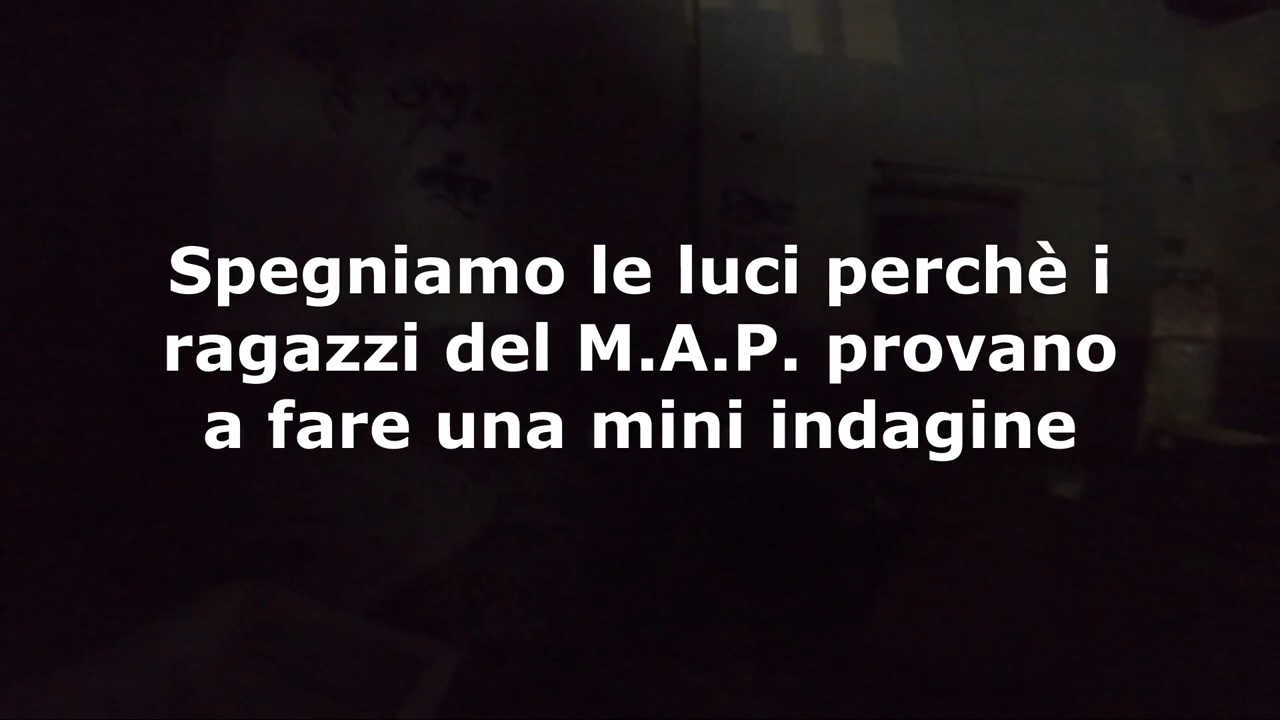 Spegniamo le luci perchè i
ragazzi del M.A.P. provano
a fare una mini indagine